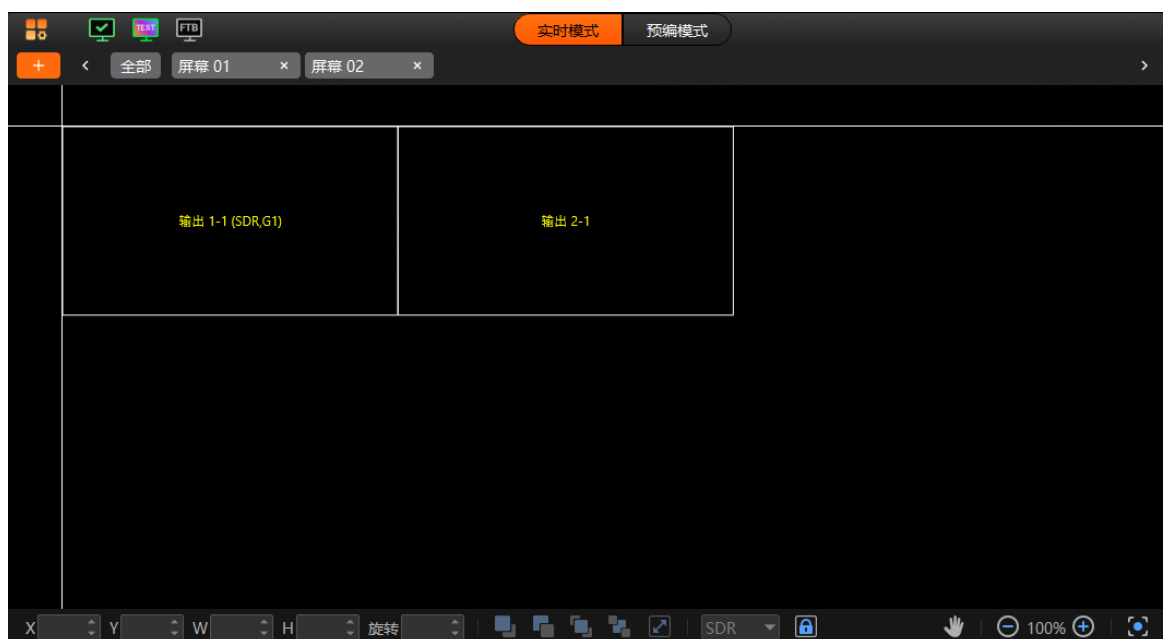 TEST FTB 实时模式 预编模式
+ 全部 屏幕 01 × 屏幕 02 ×
输出 1-1 (SDR,G1) 输出 2-1
X Y W H 旋转 SDR 100%